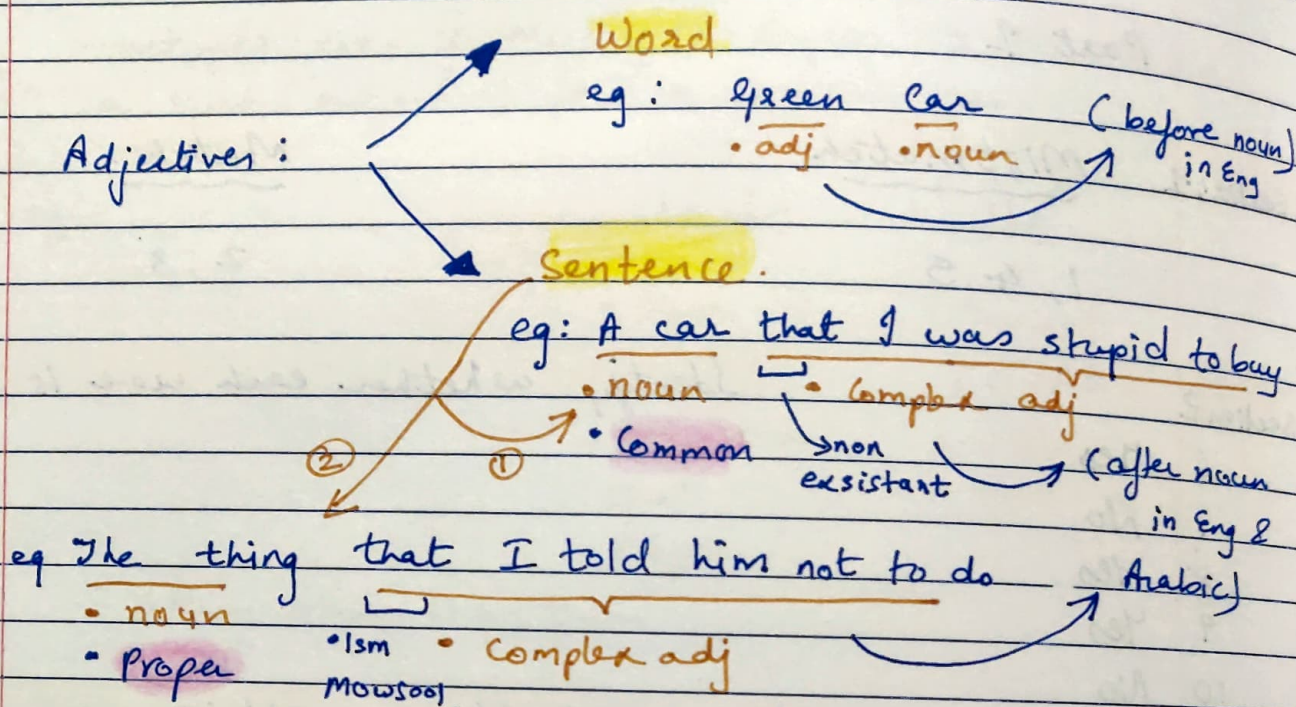 Word
eg : Green Car (before noun)
Adjectives : • adj • noun in Eng
Sentence.
eg: A car that I was stupid to buy
• noun • Complex adj
• Common non (after noun
② ① exsistant in Eng &
eg The thing that I told him not to do Arabic)
• noun • Ism • Complex adj
• Proper Mowsool